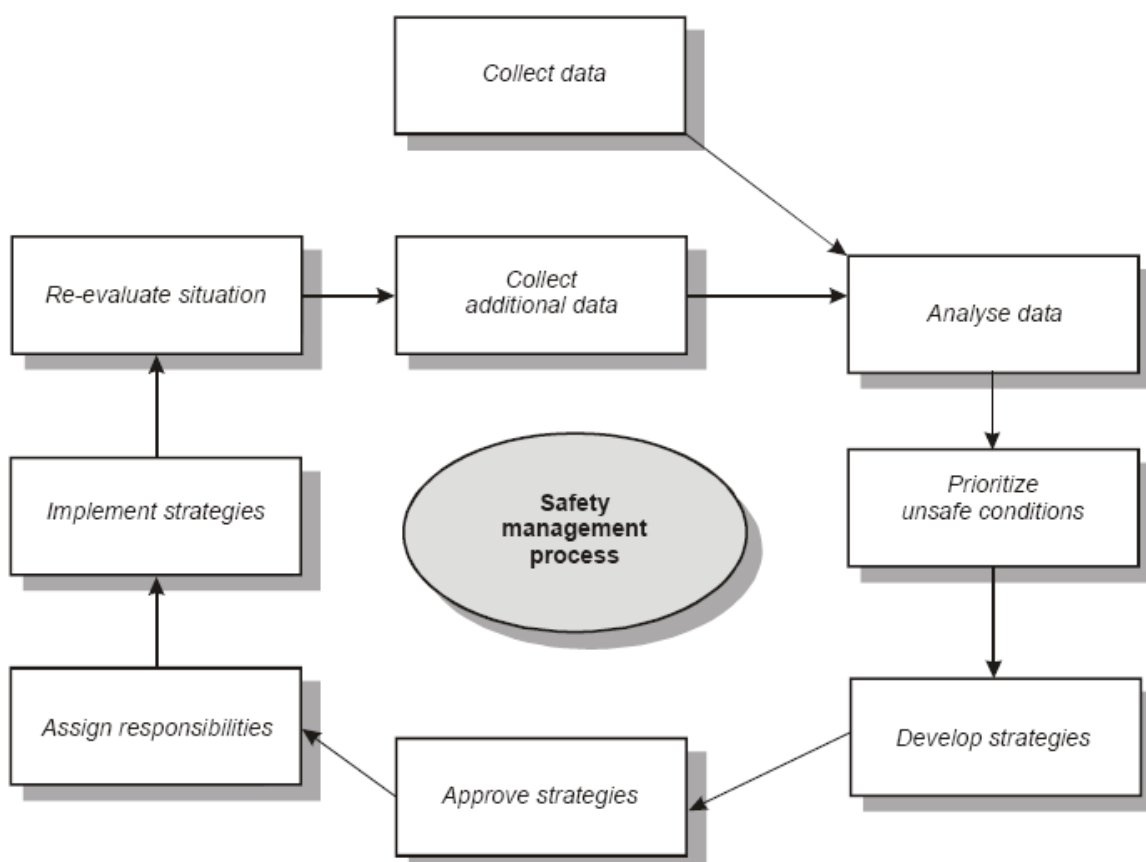 Collect data
Re-evaluate situation
Collect
additional data
Analyse data
Implement strategies
Safety
management
process
Prioritize
unsafe conditions
Assign responsibilities
Approve strategies
Develop strategies